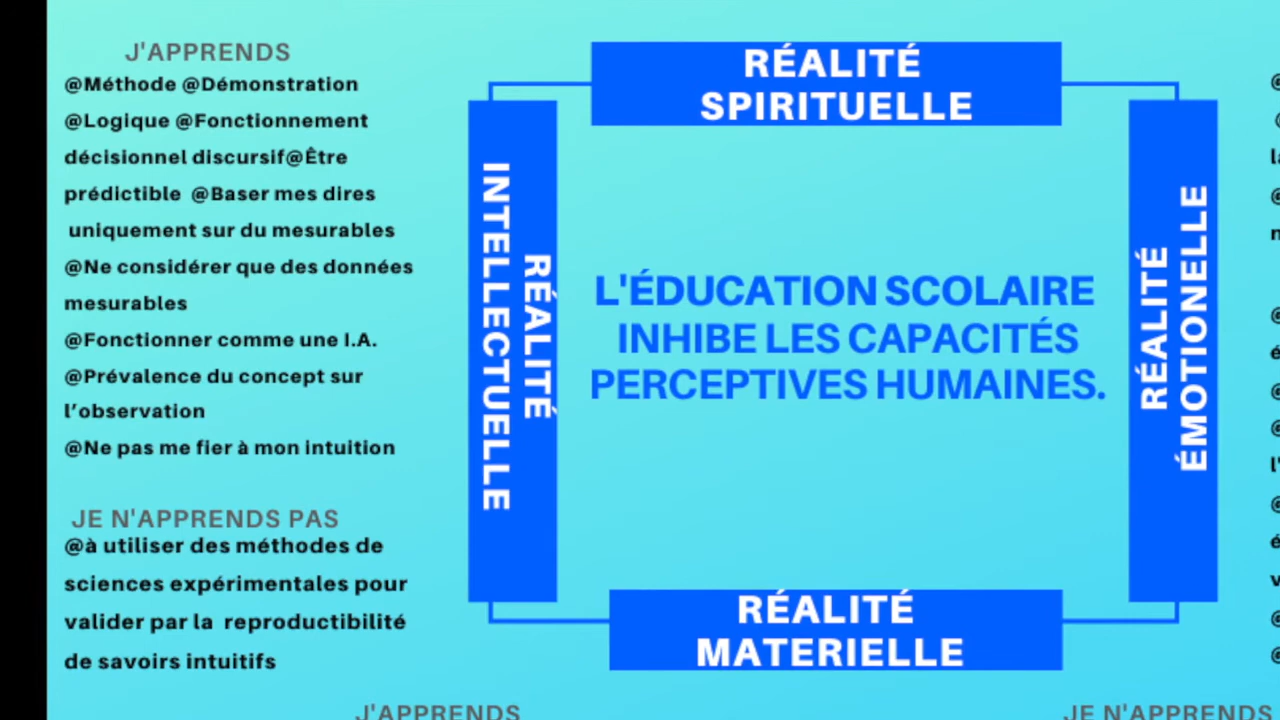 J'APPRENDS
@Méthode @Démonstration
@Logique @Fonctionnement
décisionnel discursif@Être
prédictible @Baser mes dires
uniquement sur du mesurables
@Ne considérer que des données
mesurables
@Fonctionner comme une I.A.
@Prévalence du concept sur
l’observation
@Ne pas me fier à mon intuition
JE N'APPRENDS PAS
@à utiliser des méthodes de
sciences expérimentales pour
valider par la reproductibilité
de savoirs intuitifs
RÉALITÉ
SPIRITUELLE
RÉALITÉ
INTELLECTUELLE
L'ÉDUCATION SCOLAIRE
INHIBE LES CAPACITÉS
PERCEPTIVES HUMAINES.
RÉALITÉ
ÉMOTIONELLE
RÉALITÉ
MATERIELLE
J'APPRENDS
JE N'APPRENDS